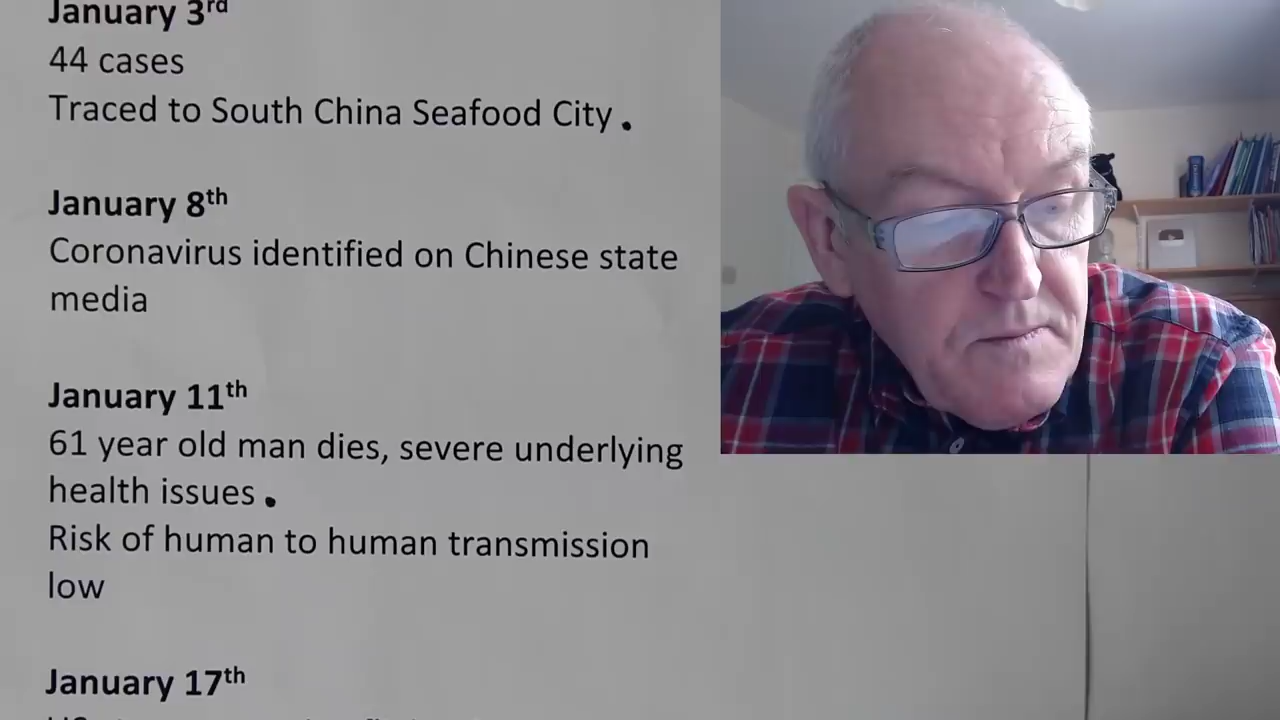 January 3rd
44 cases
Traced to South China Seafood City.
January 8th
Coronavirus identified on Chinese state
media
January 11th
61 year old man dies, severe underlying
health issues.
Risk of human to human transmission
low
January 17th